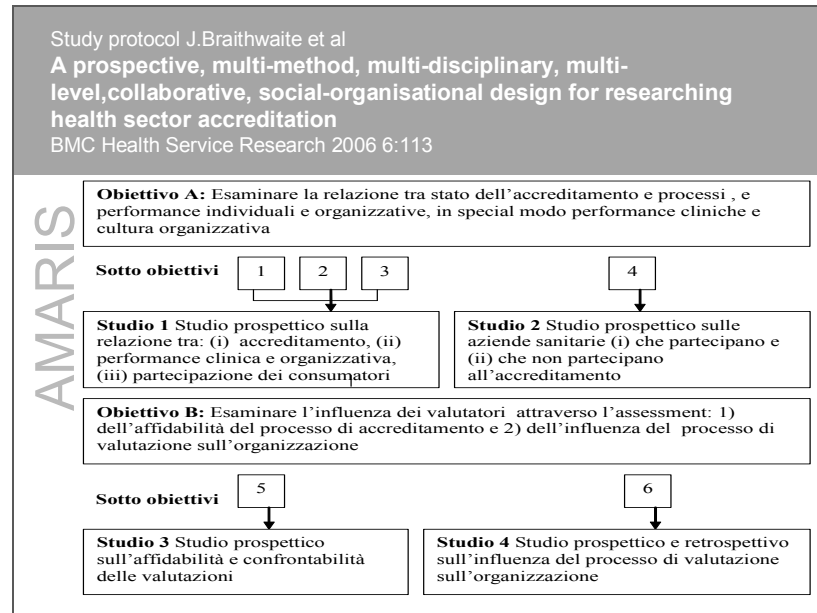 Study protocol J.Braithwaite et al
A prospective, multi-method, multi-disciplinary, multi-
level,collaborative, social-organisational design for researching
health sector accreditation
BMC Health Service Research 2006 6:113
AMARIS
Obiettivo A: Esaminare la relazione tra stato dell’accreditamento e processi , e
performance individuali e organizzative, in special modo performance cliniche e
cultura organizzativa
Sotto obiettivi 1 2 3 4
Studio 1 Studio prospettico sulla
relazione tra: (i) accreditamento, (ii)
performance clinica e organizzativa,
(iii) partecipazione dei consumatori
Studio 2 Studio prospettico sulle
aziende sanitarie (i) che partecipano e
(ii) che non partecipano
all’accreditamento
Obiettivo B: Esaminare l’influenza dei valutatori attraverso l’assessment: 1)
dell’affidabilità del processo di accreditamento e 2) dell’influenza del processo di
valutazione sull’organizzazione
Sotto obiettivi 5 6
Studio 3 Studio prospettico
sull’affidabilità e confrontabilità
delle valutazioni
Studio 4 Studio prospettico e retrospettivo
sull’influenza del processo di valutazione
sull’organizzazione